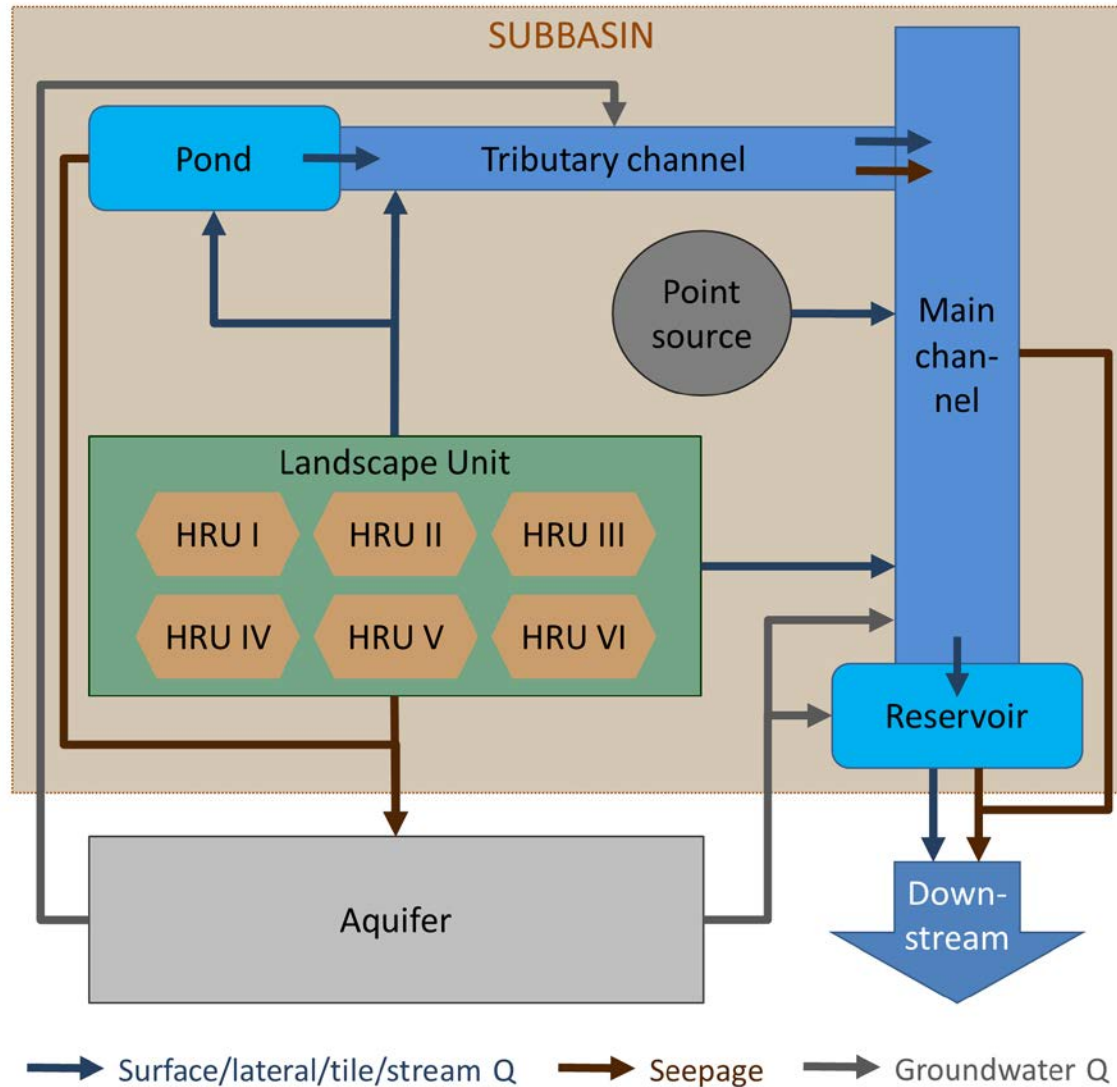 SUBBASIN
Pond
Tributary channel
Point
source
Main
chan-
nel
Landscape Unit
HRU I
HRU II
HRU III
HRU IV
HRU V
HRU VI
Reservoir
Aquifer
Down-
stream
Surface/lateral/tile/stream Q
Seepage
Groundwater Q